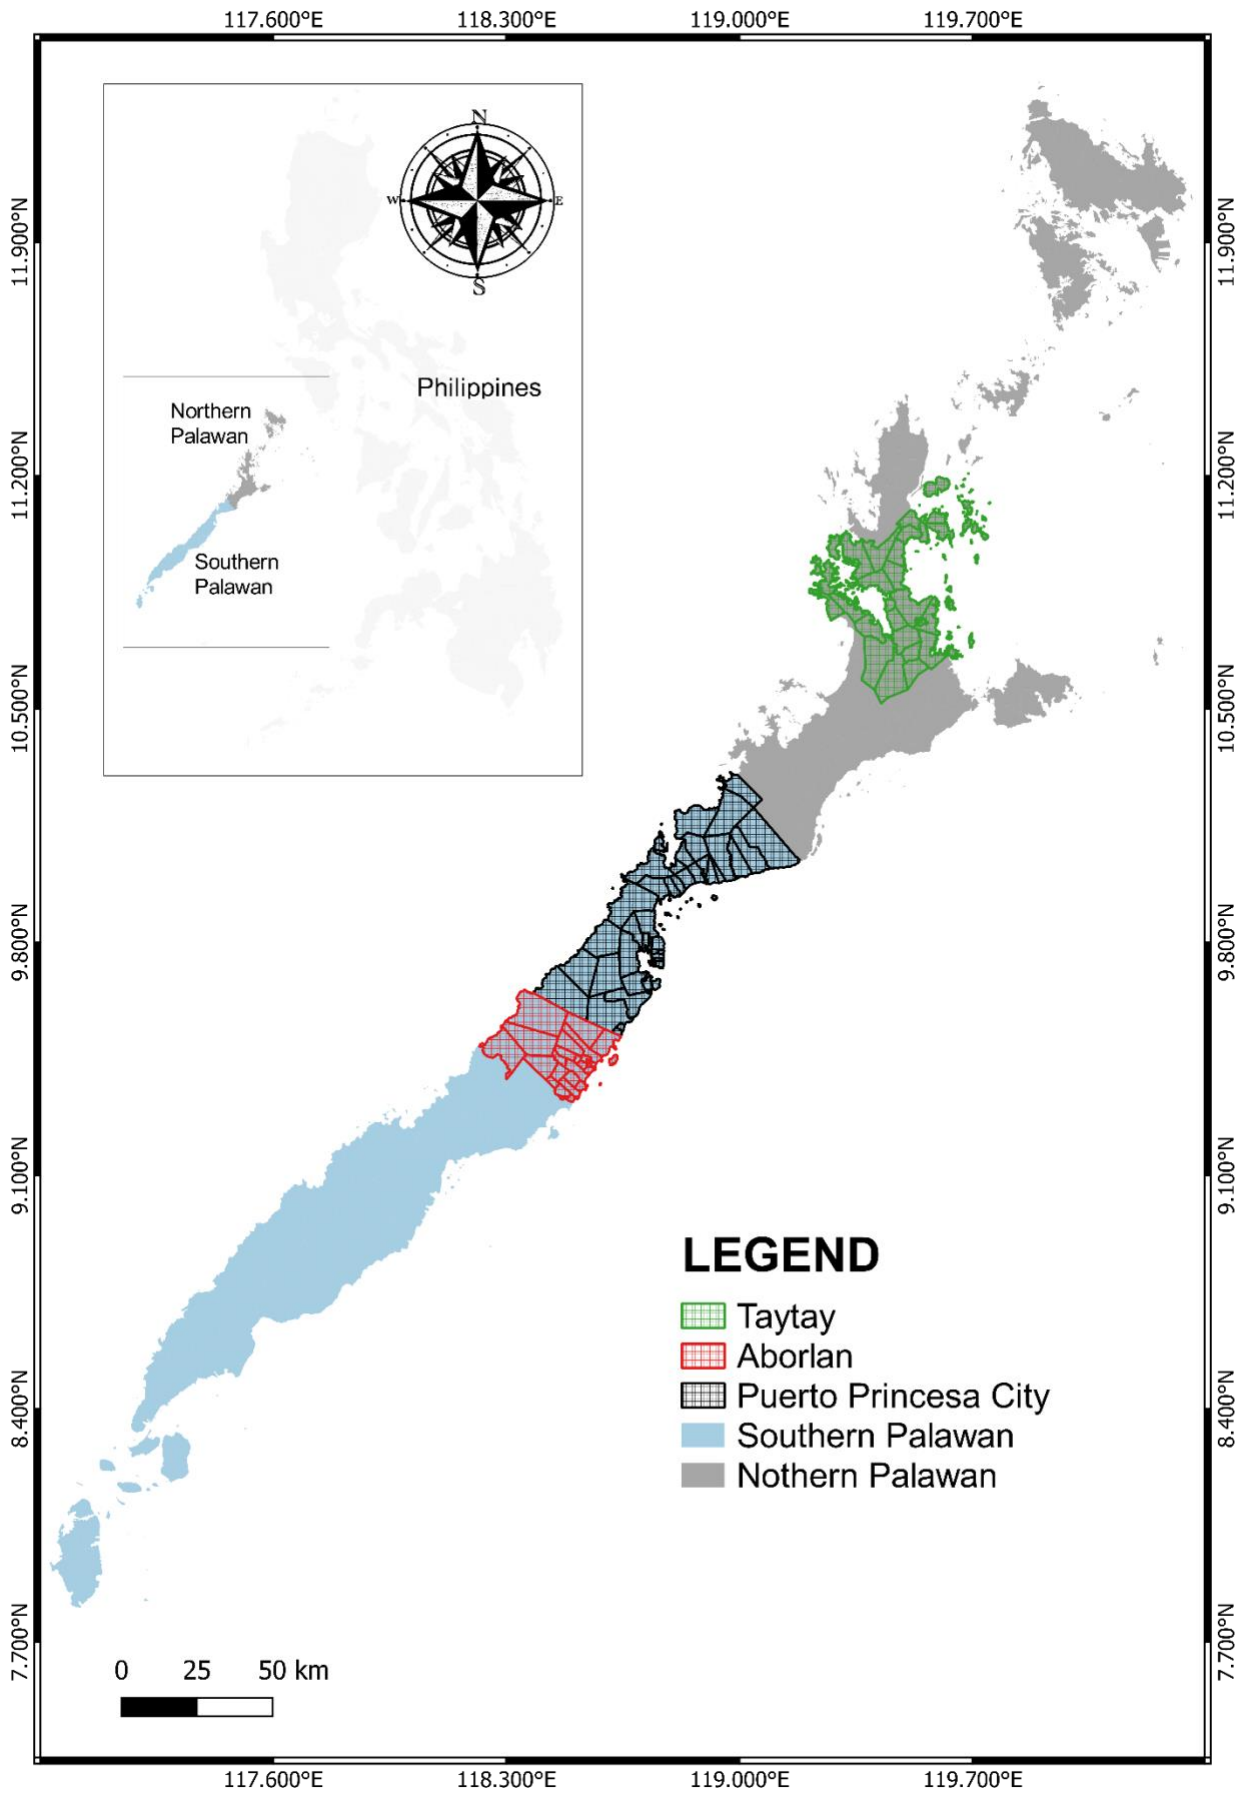 117.600°E 118.300°E 119.000°E 119.700°E
N
W E
S
11.900°N 11.900°N
Philippines
Northern
Palawan
11.200°N 11.200°N
Southern
Palawan
10.500°N 10.500°N
9.800°N 9.800°N
9.100°N 9.100°N
LEGEND
Taytay
Aborlan
Puerto Princesa City
8.400°N 8.400°N
Southern Palawan
Nothern Palawan
7.700°N 7.700°N
0 25 50 km
117.600°E 118.300°E 119.000°E 119.700°E